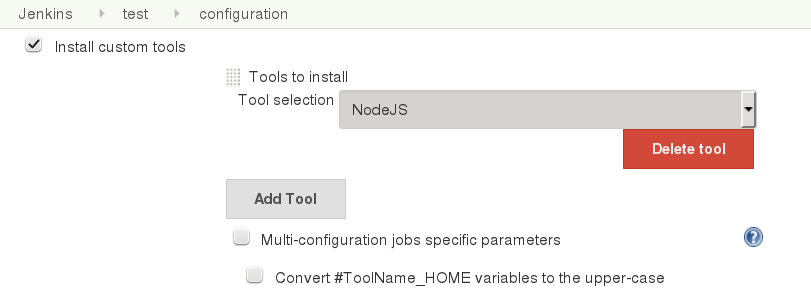 Jenkins test configuration
Install custom tools
Tools to install
Tool selection NodeJS
Delete tool
Add Tool
Multi-configuration jobs specific parameters ?
Convert #ToolName_HOME variables to the upper-case